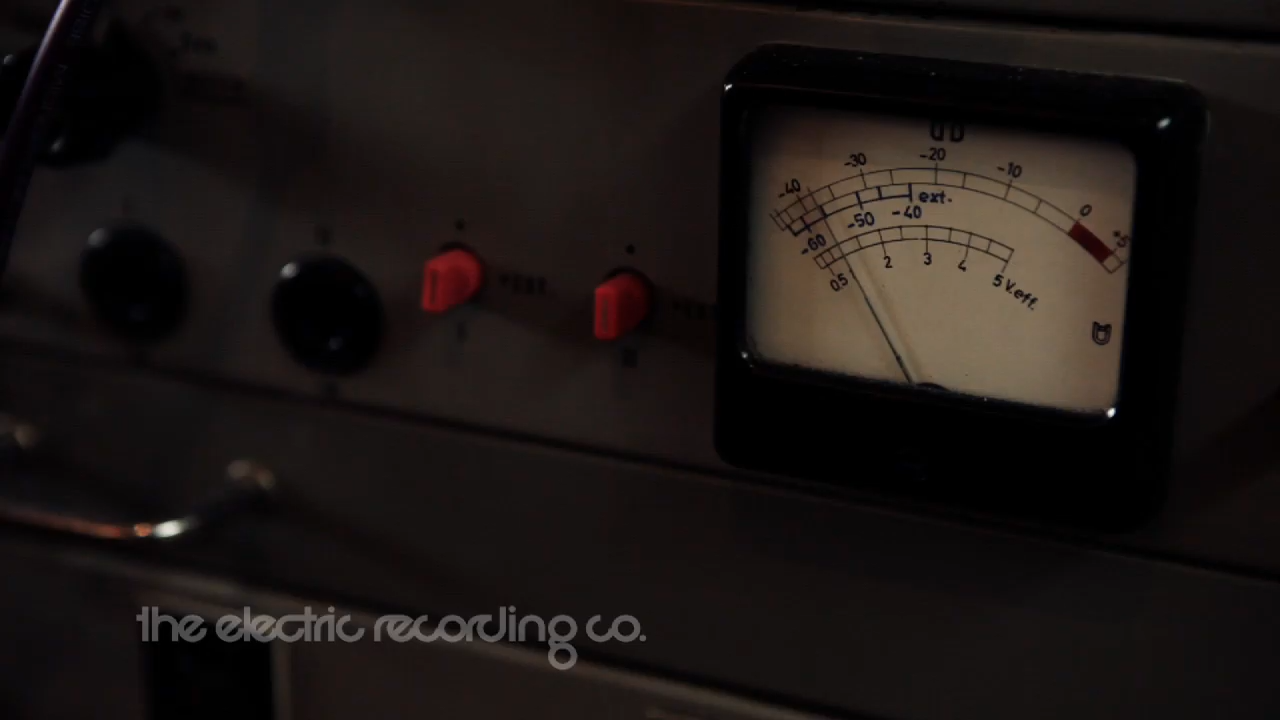 dB
-40 -30 -20 -10 0 +5
-60 -50 -40 ext.
0.5 2 3 4 5 V.eff.
the electric recording co.